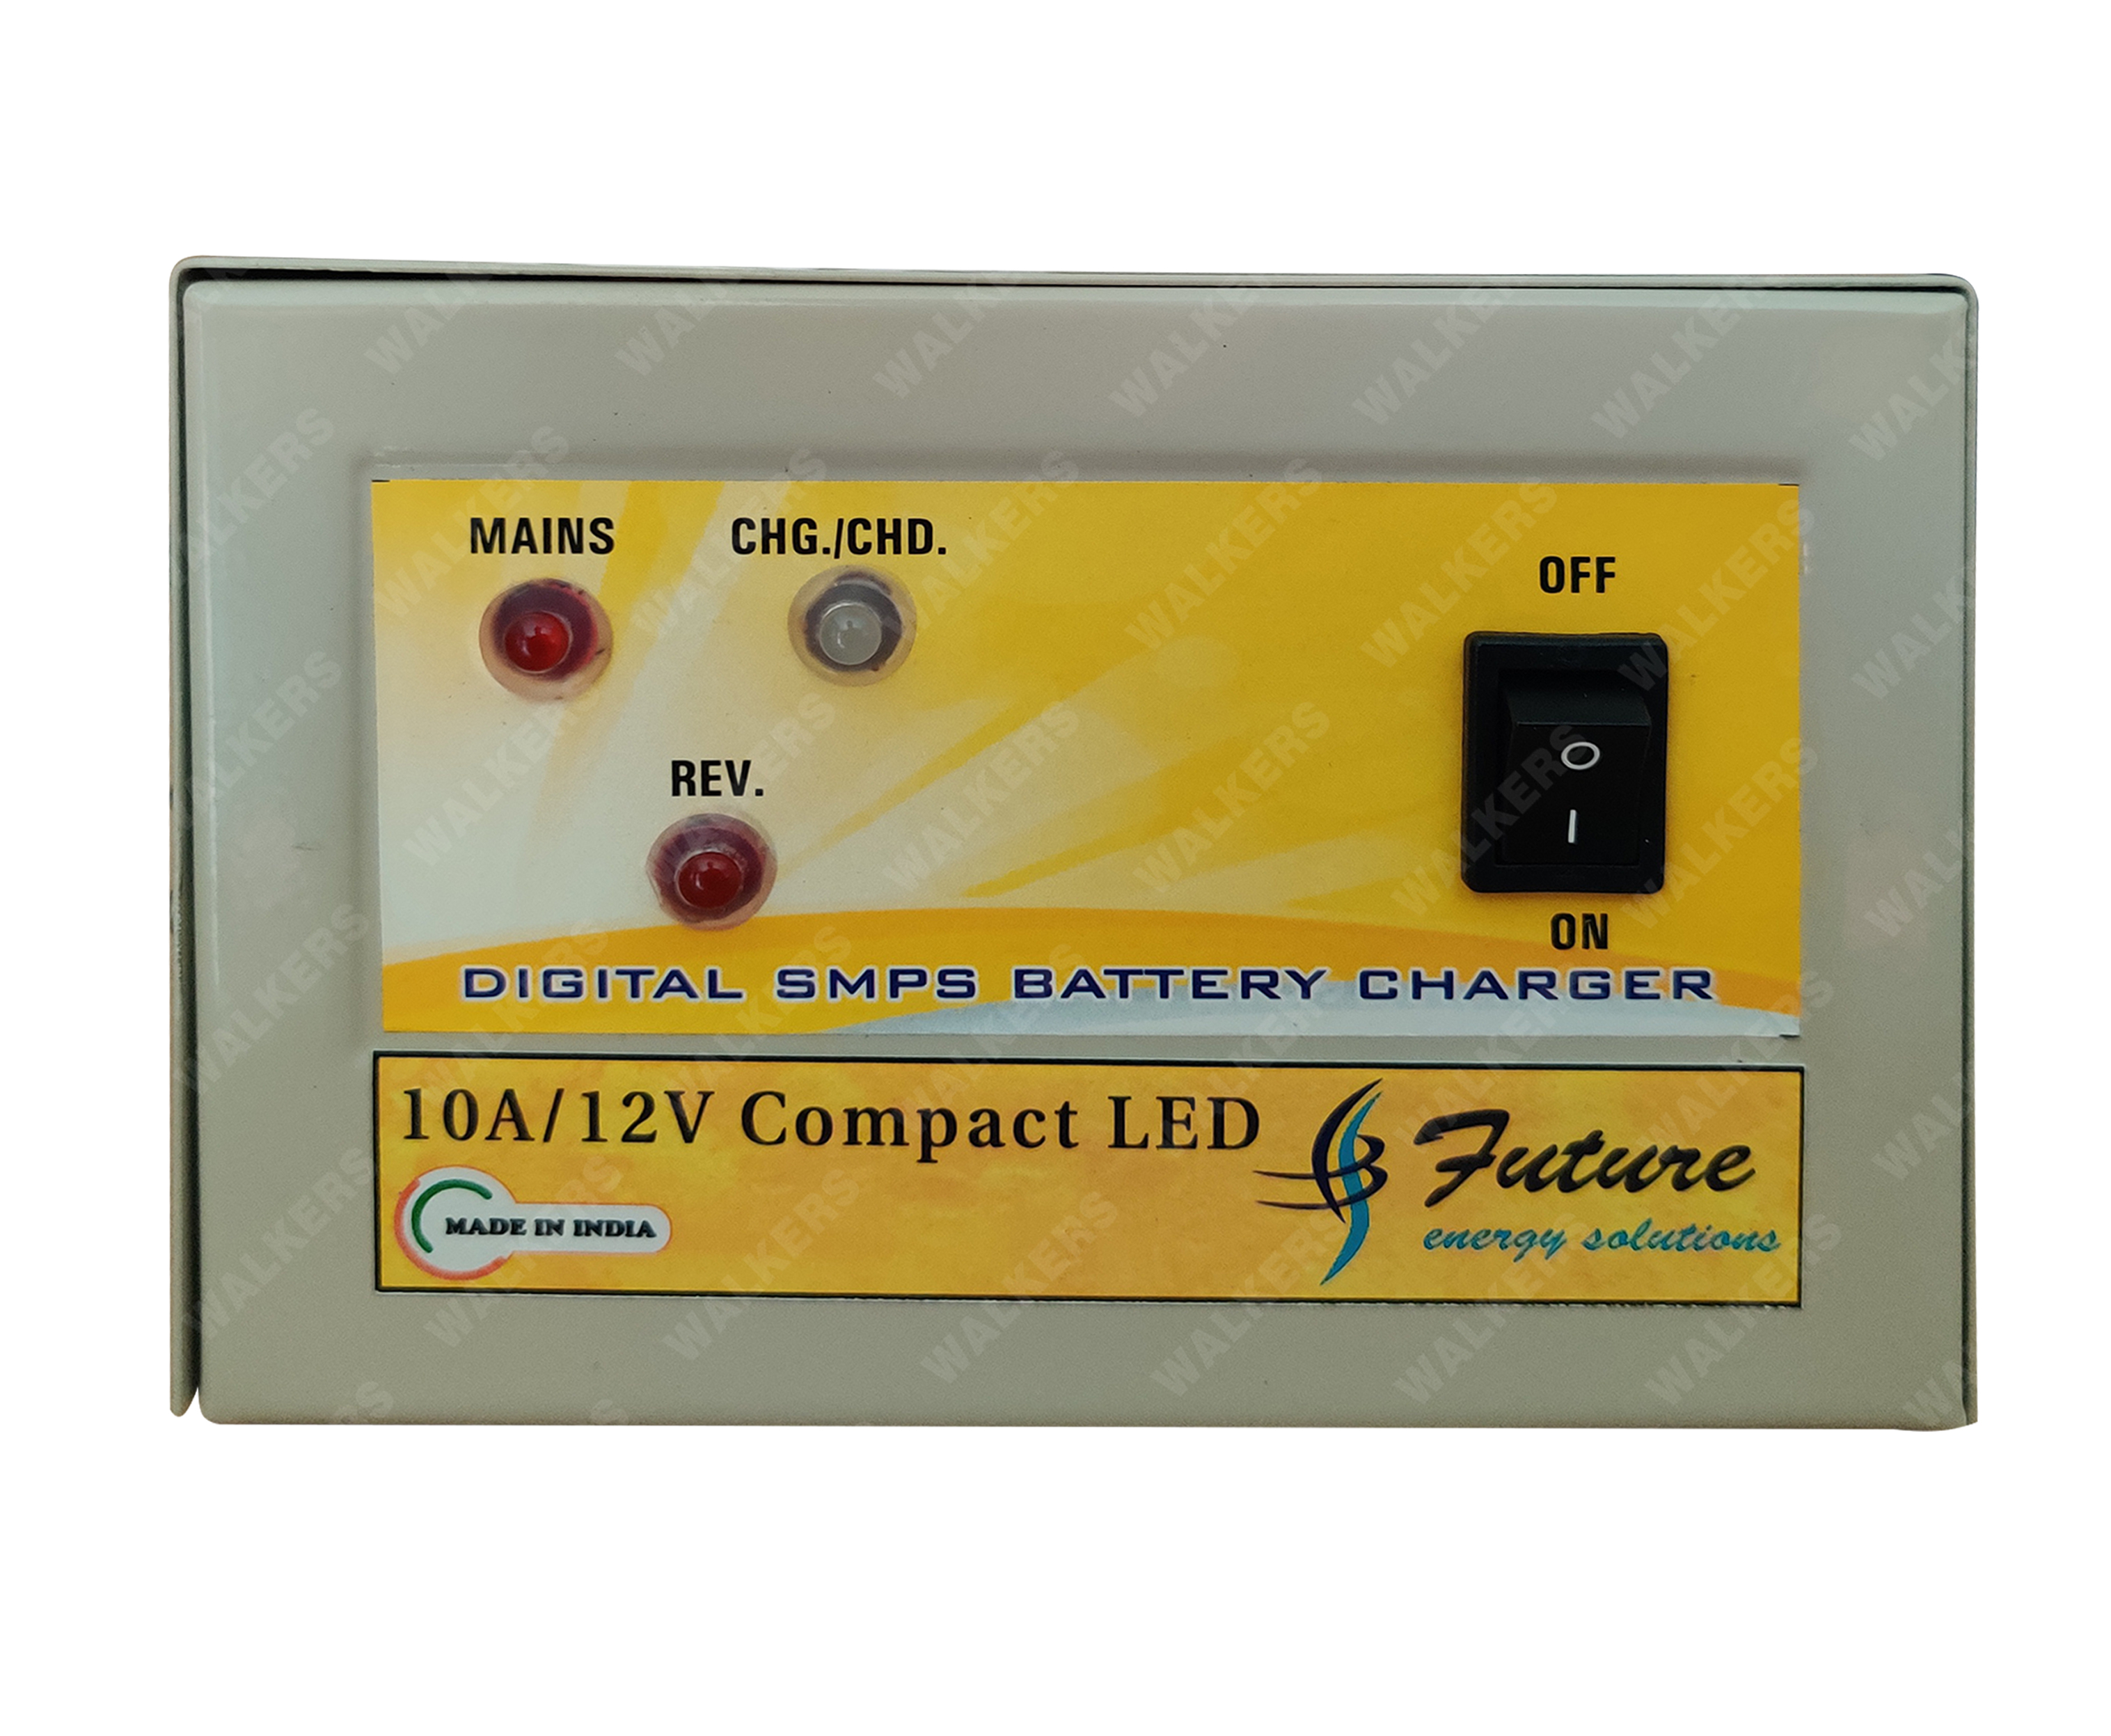 MAINS
CHG./CHD.
OFF
REV.
ON
DIGITAL SMPS BATTERY CHARGER
10A/12V Compact LED
Future
energy solutions
MADE IN INDIA
WALKERS